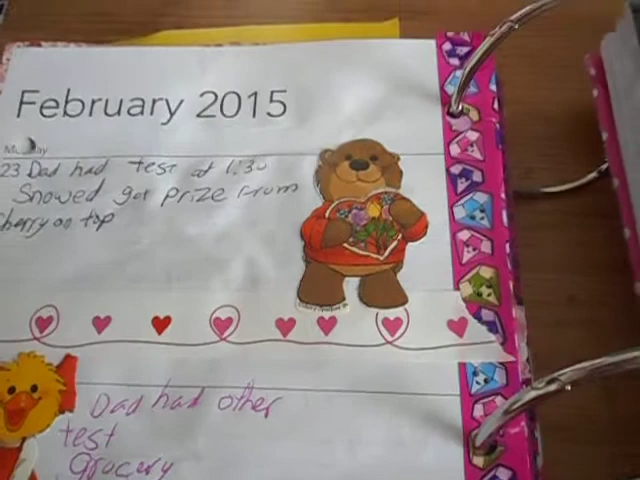 February 2015
23 Dad had test at 1:30
Snowed got prize from
cherry on top
Dad had other
test
grocery